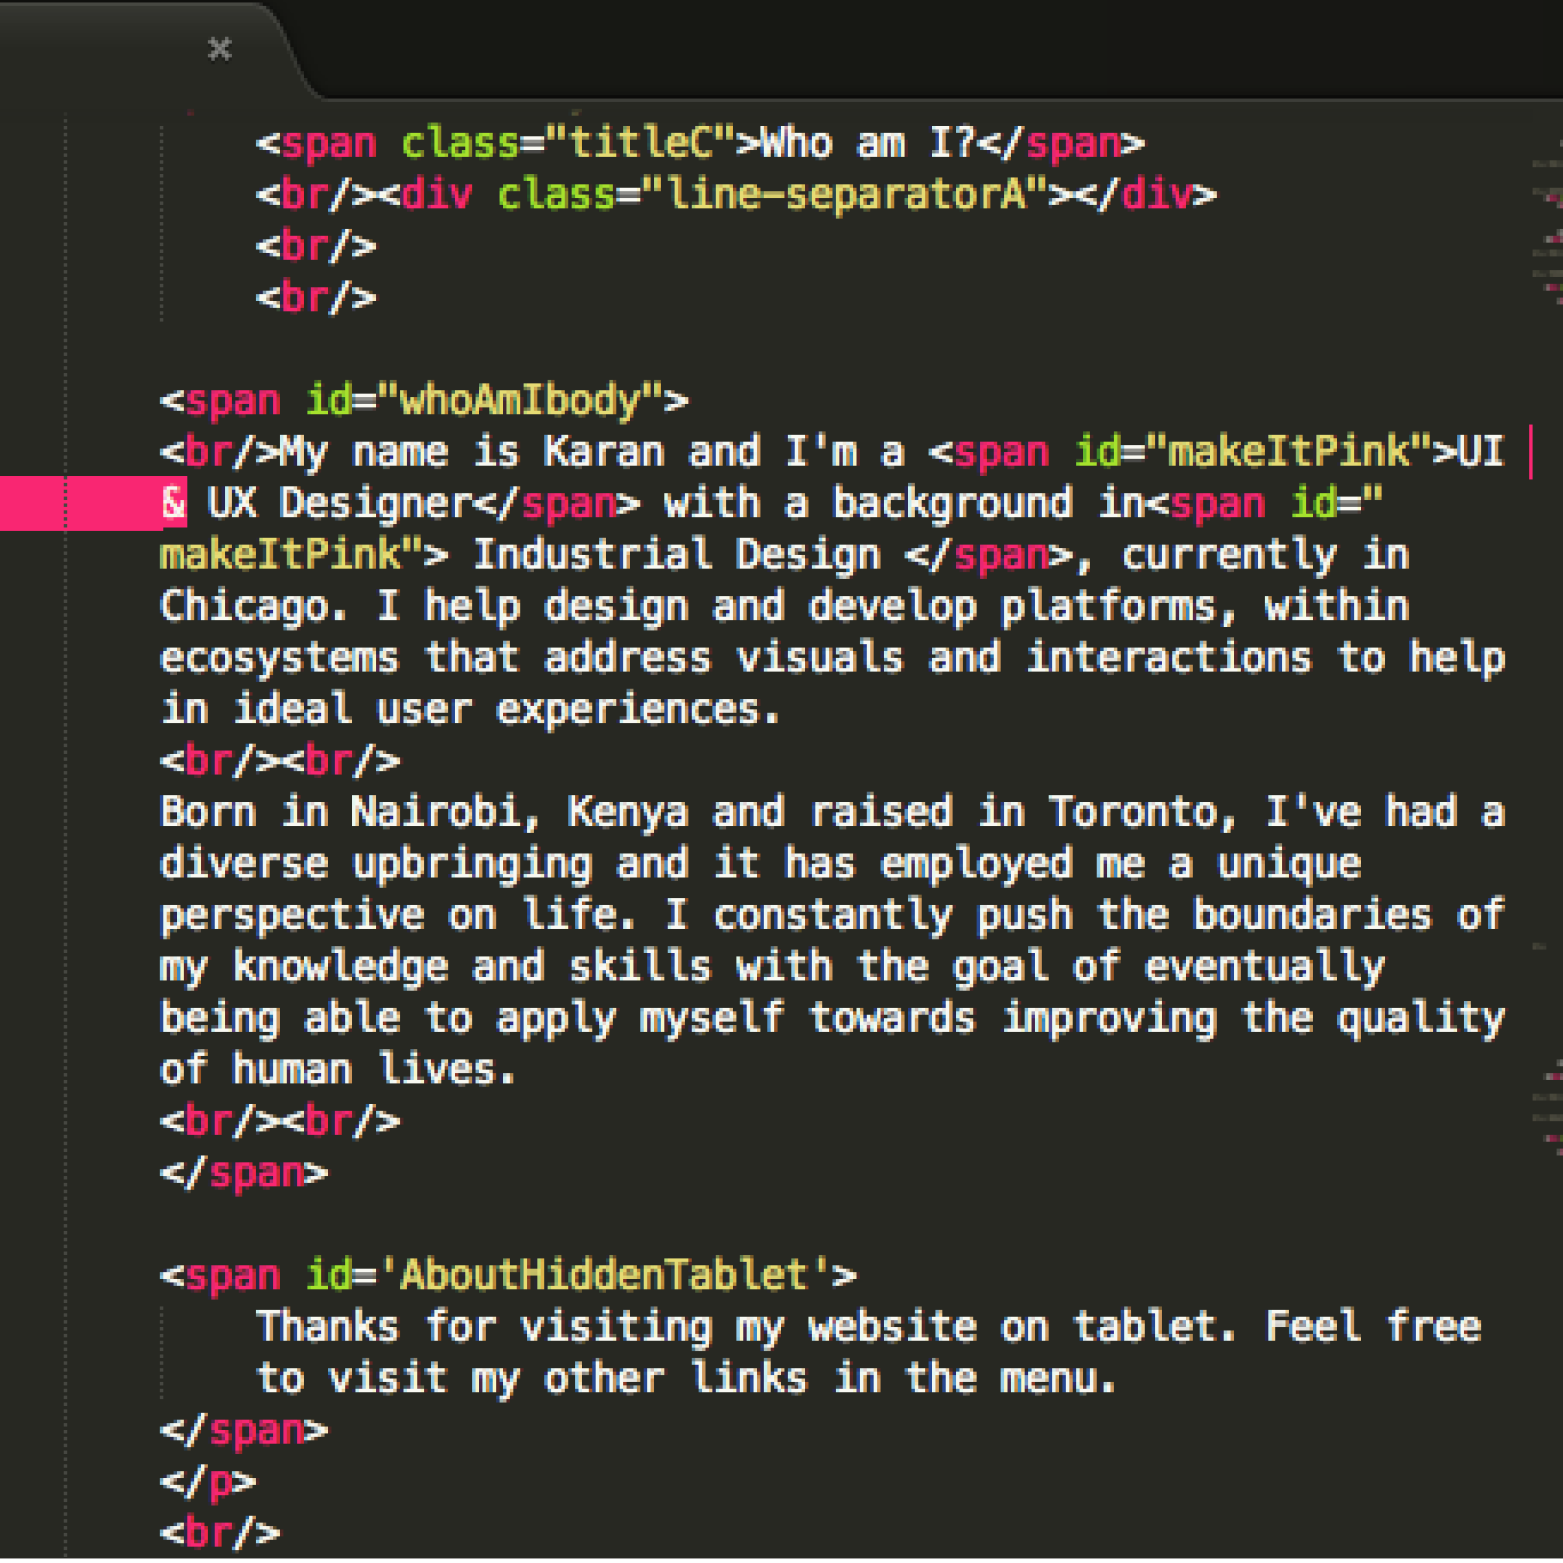 <span class="titleC">Who am I?</span>
<br/><div class="line-separatorA"></div>
<br/>
<br/>
<span id="whoAmIbody">
<br/>My name is Karan and I'm a <span id="makeItPink">UI
& UX Designer</span> with a background in<span id="
makeItPink"> Industrial Design </span>, currently in
Chicago. I help design and develop platforms, within
ecosystems that address visuals and interactions to help
in ideal user experiences.
<br/><br/>
Born in Nairobi, Kenya and raised in Toronto, I've had a
diverse upbringing and it has employed me a unique
perspective on life. I constantly push the boundaries of
my knowledge and skills with the goal of eventually
being able to apply myself towards improving the quality
of human lives.
<br/><br/>
</span>
<span id='AboutHiddenTablet'>
Thanks for visiting my website on tablet. Feel free
to visit my other links in the menu.
</span>
</p>
<br/>